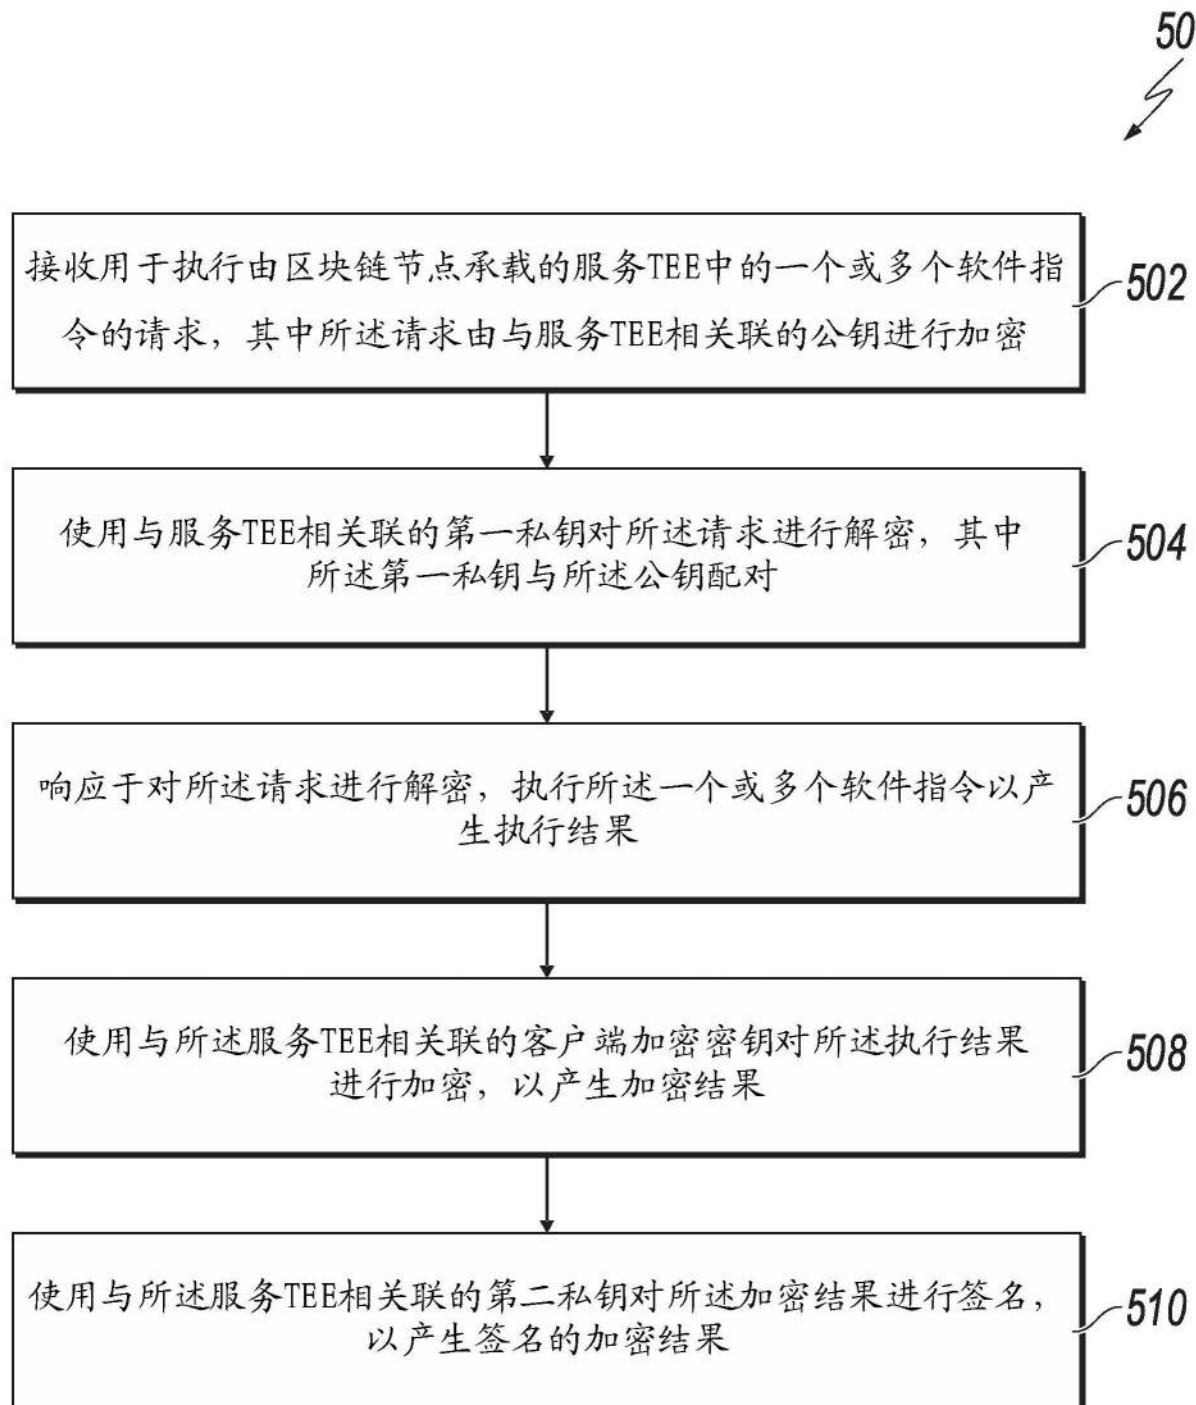 50
接收用于执行由区块链节点承载的服务TEE中的一个或多个软件指
令的请求，其中所述请求由与服务TEE相关联的公钥进行加密
502
使用与服务TEE相关联的第一私钥对所述请求进行解密，其中
所述第一私钥与所述公钥配对
504
响应于对所述请求进行解密，执行所述一个或多个软件指令以产
生执行结果
506
使用与所述服务TEE相关联的客户端加密密钥对所述执行结果
进行加密，以产生加密结果
508
使用与所述服务TEE相关联的第二私钥对所述加密结果进行签名，
以产生签名的加密结果
510